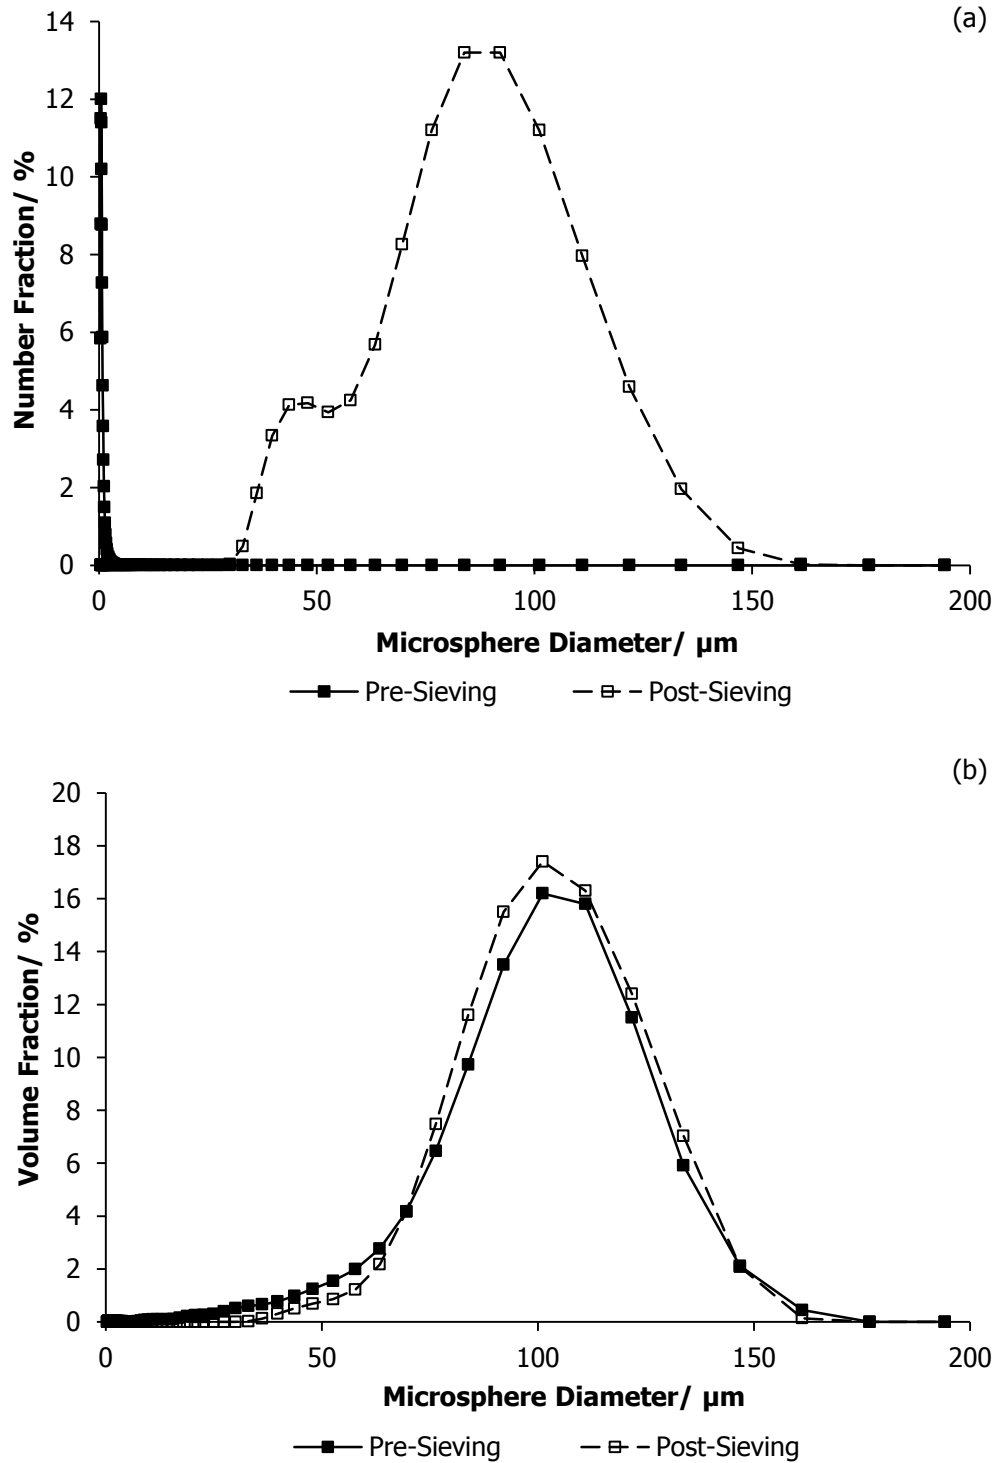 (a)
14
12
10
8
6
4
2
0
Number Fraction/ %
0 50 100 150 200
Microsphere Diameter/ µm
Pre-Sieving Post-Sieving
(b)
20
18
16
14
12
10
8
6
4
2
0
Volume Fraction/ %
0 50 100 150 200
Microsphere Diameter/ µm
Pre-Sieving Post-Sieving